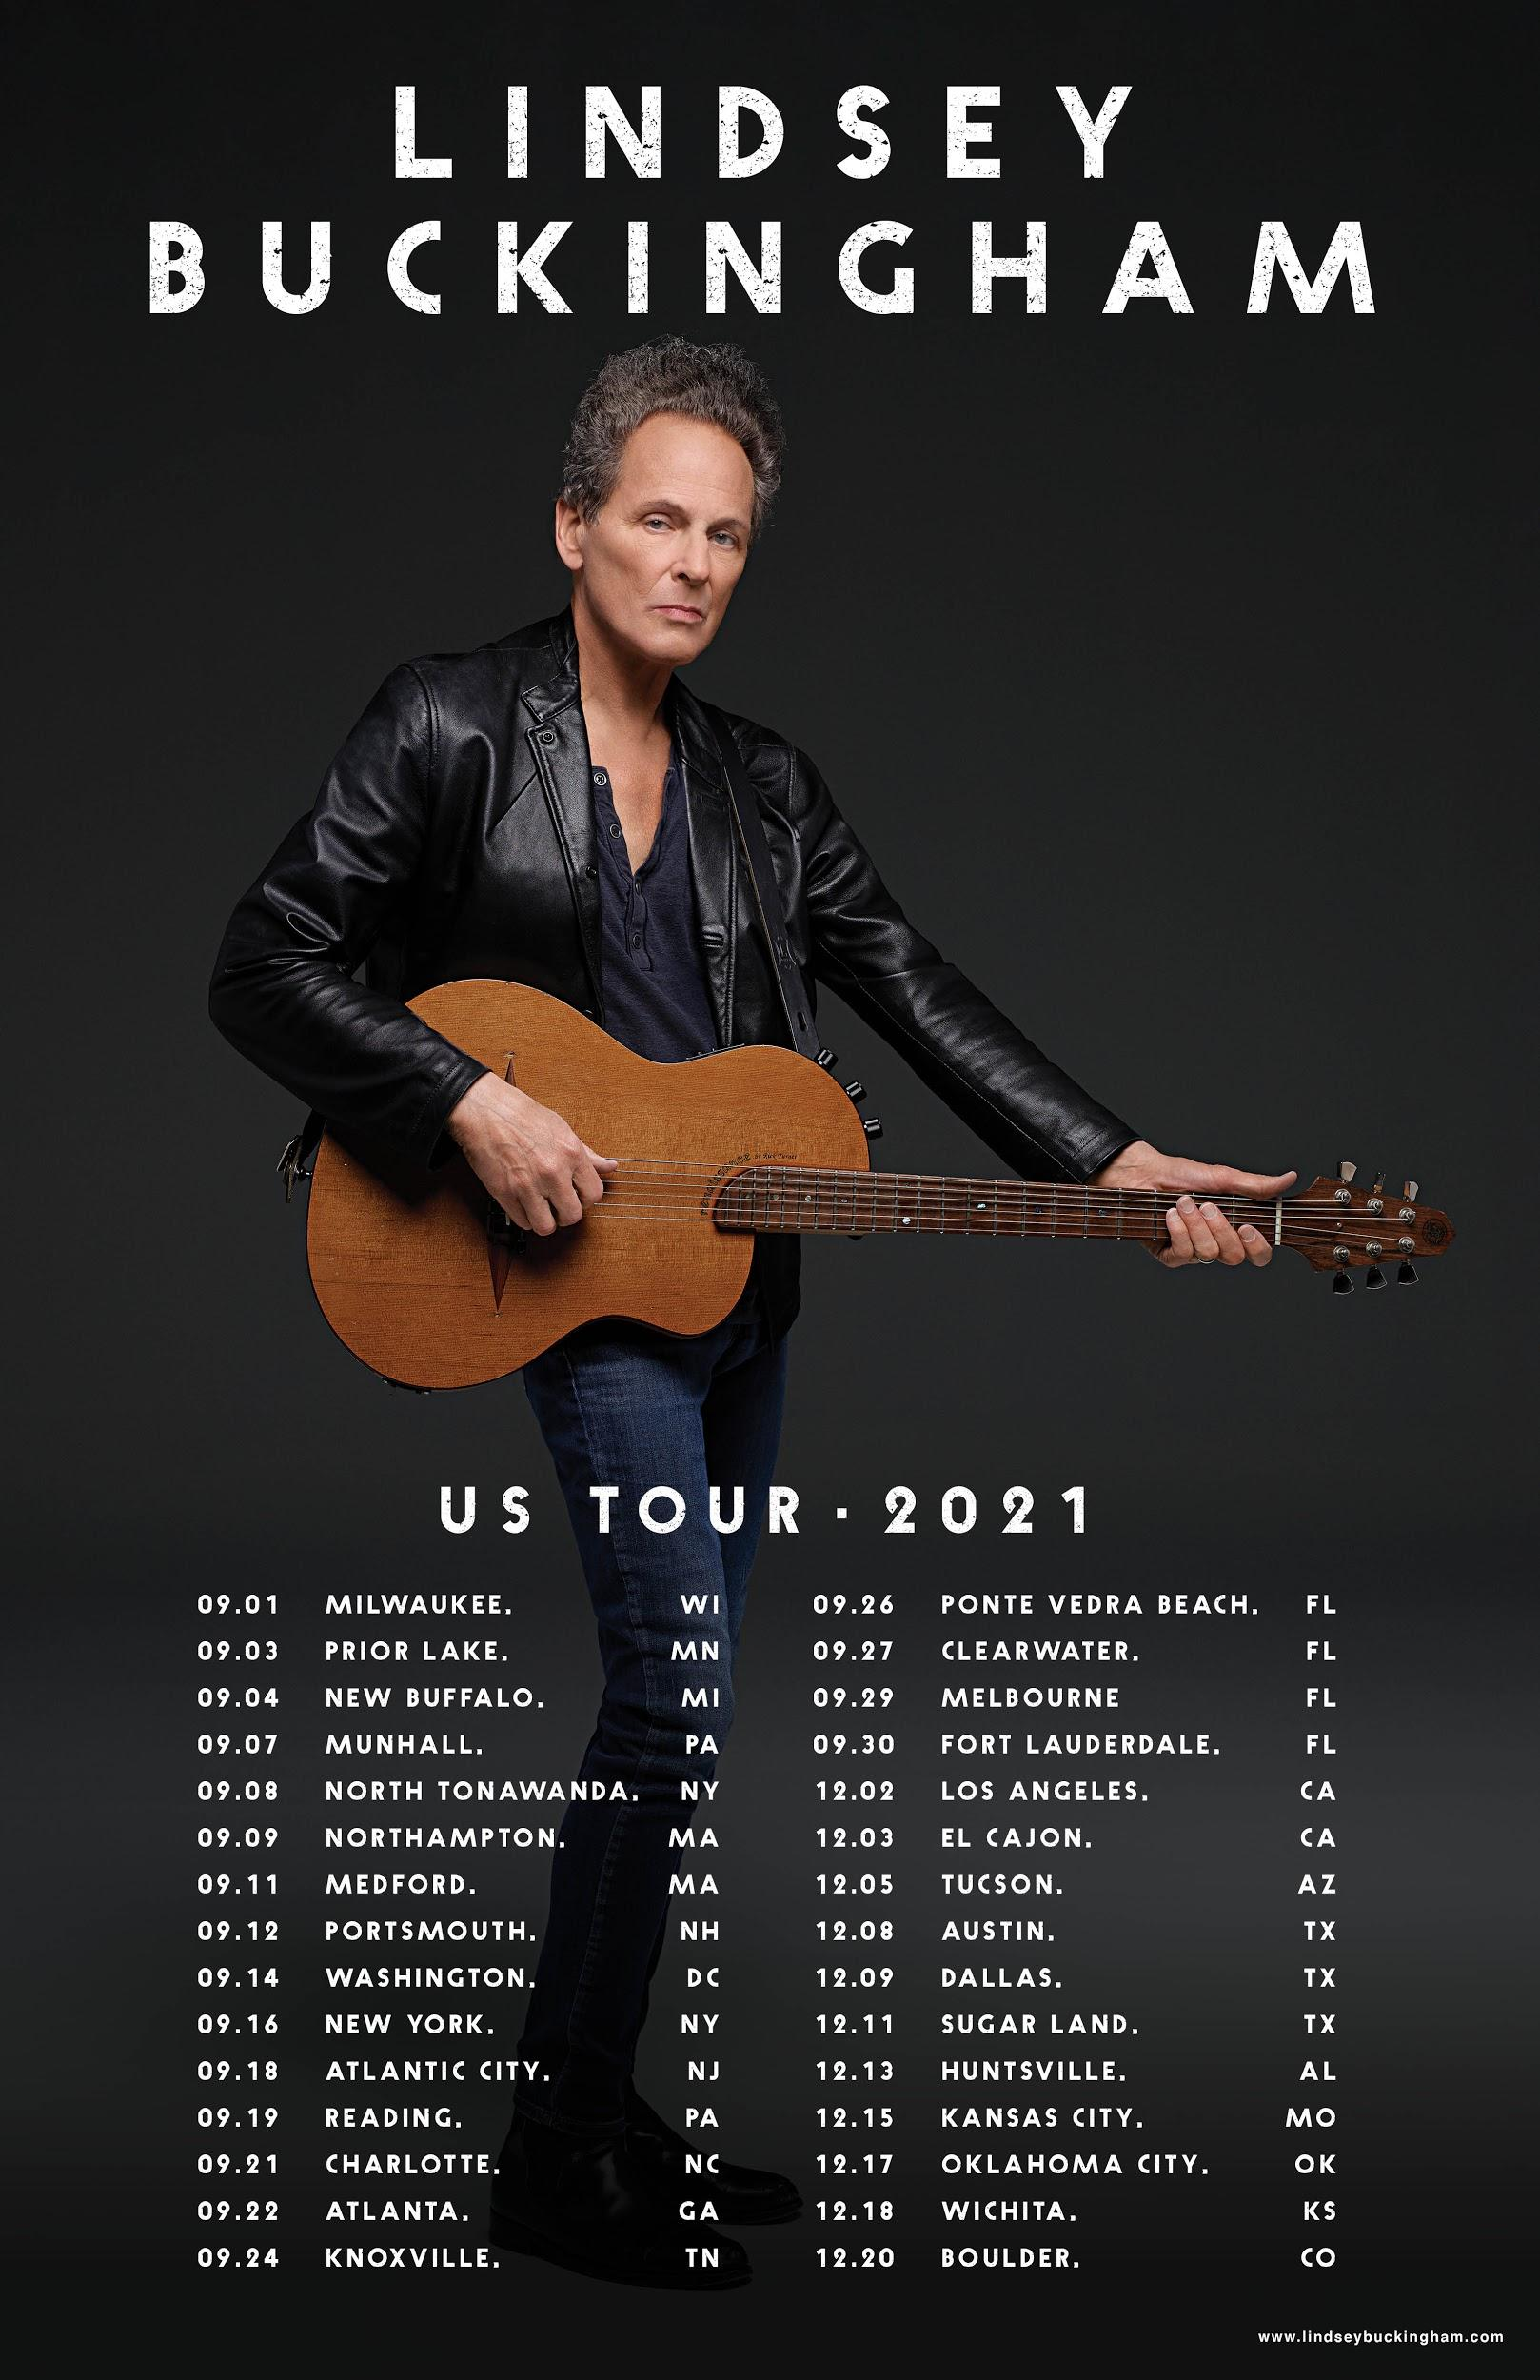 LINDSEY
BUCKINGHAM
by Rick Turner
US TOUR · 2021
09.01 MILWAUKEE, WI
09.03 PRIOR LAKE, MN
09.04 NEW BUFFALO, MI
09.07 MUNHALL, PA
09.08 NORTH TONAWANDA, NY
09.09 NORTHAMPTON, MA
09.11 MEDFORD, MA
09.12 PORTSMOUTH, NH
09.14 WASHINGTON, DC
09.16 NEW YORK, NY
09.18 ATLANTIC CITY, NJ
09.19 READING, PA
09.21 CHARLOTTE, NC
09.22 ATLANTA, GA
09.24 KNOXVILLE, TN
09.26 PONTE VEDRA BEACH, FL
09.27 CLEARWATER, FL
09.29 MELBOURNE FL
09.30 FORT LAUDERDALE, FL
12.02 LOS ANGELES, CA
12.03 EL CAJON, CA
12.05 TUCSON, AZ
12.08 AUSTIN, TX
12.09 DALLAS, TX
12.11 SUGAR LAND, TX
12.13 HUNTSVILLE, AL
12.15 KANSAS CITY, MO
12.17 OKLAHOMA CITY, OK
12.18 WICHITA, KS
12.20 BOULDER, CO
www.lindseybuckingham.com